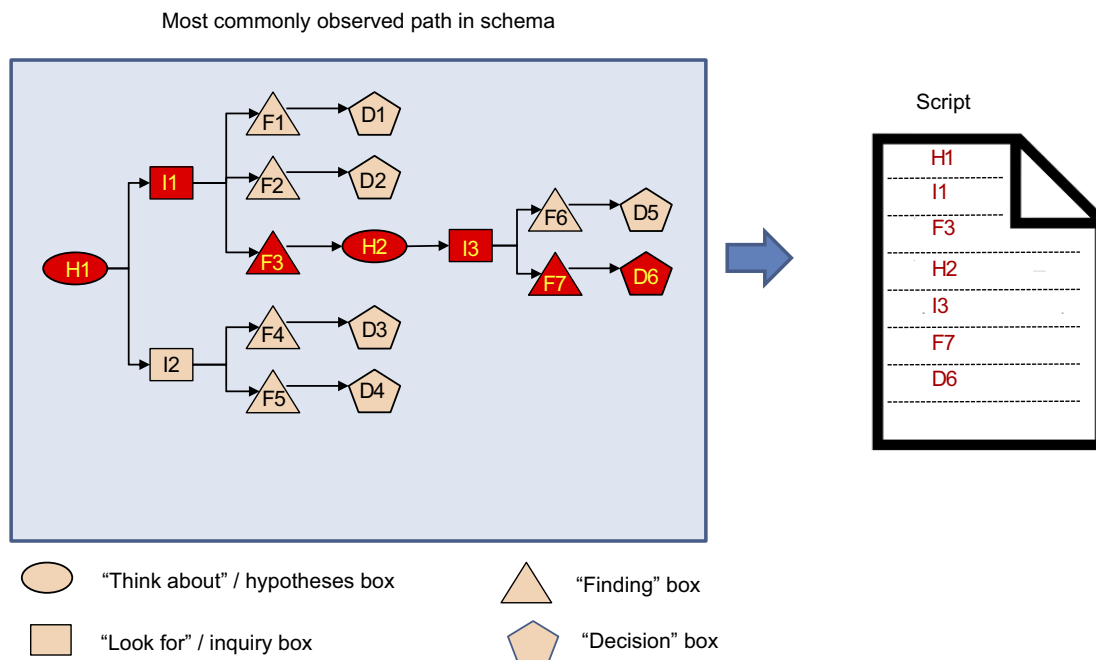 Most commonly observed path in schema
Script
F1
D1
I1
F2
D2
F6
D5
H1
F3
H2
I3
F7
D6
F4
D3
I2
F5
D4
H1
I1
F3
H2
I3
F7
D6
“Think about” / hypotheses box
“Finding” box
“Look for” / inquiry box
“Decision” box